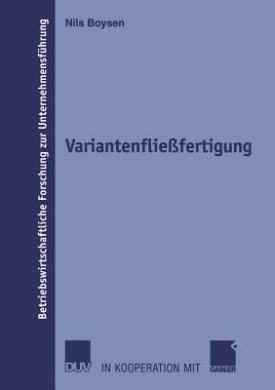 Nils Boysen
Betriebswirtschaftliche Forschung zur Unternehmensführung
Variantenfließfertigung
DUV
IN KOOPERATION MIT
GABLER